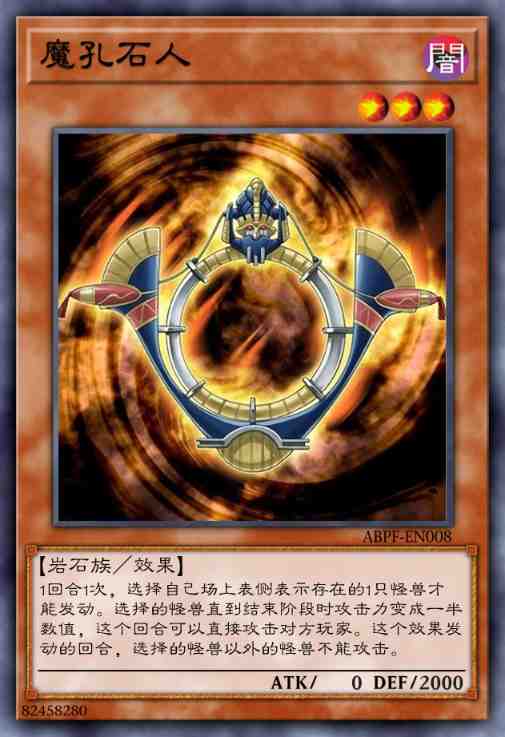 魔孔石人
闇
ABPF-EN008
【岩石族／效果】
1回合1次，选择自己场上表侧表示存在的1只怪兽才
能发动。选择的怪兽直到结束阶段时攻击力变成一半
数值，这个回合可以直接攻击对方玩家。这个效果发
动的回合，选择的怪兽以外的怪兽不能攻击。
ATK/ 0 DEF/2000
82458280